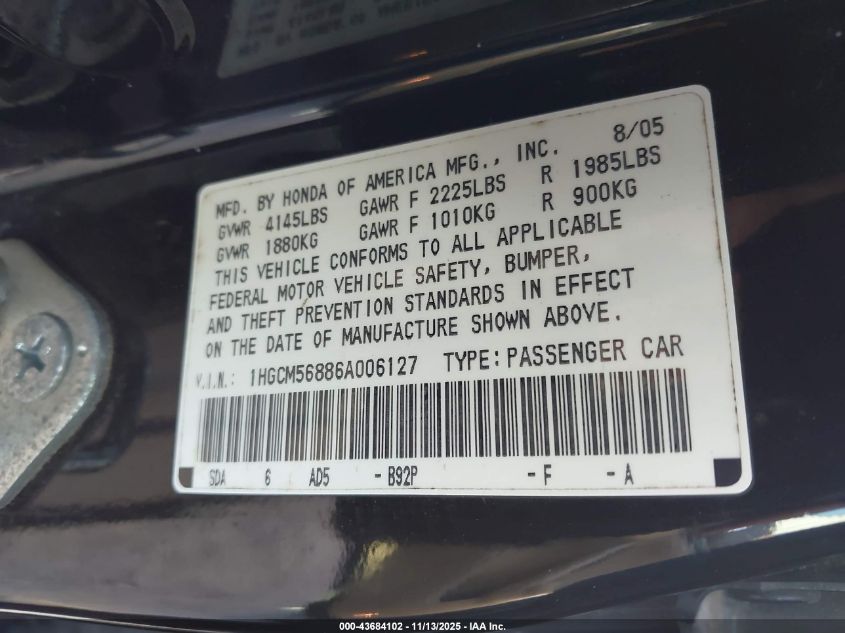 8/05
MFD. BY HONDA OF AMERICA MFG., INC.
GVWR 4145LBS GAWR F 2225LBS R 1985LBS
GVWR 1880KG GAWR F 1010KG R 900KG
THIS VEHICLE CONFORMS TO ALL APPLICABLE
FEDERAL MOTOR VEHICLE SAFETY, BUMPER,
AND THEFT PREVENTION STANDARDS IN EFFECT
ON THE DATE OF MANUFACTURE SHOWN ABOVE.
V.I.N.: 1HGCM56886A006127 TYPE: PASSENGER CAR
SDA 6 AD5 -B92P -F -A
000-43684102 - 11/13/2025 - IAA Inc.